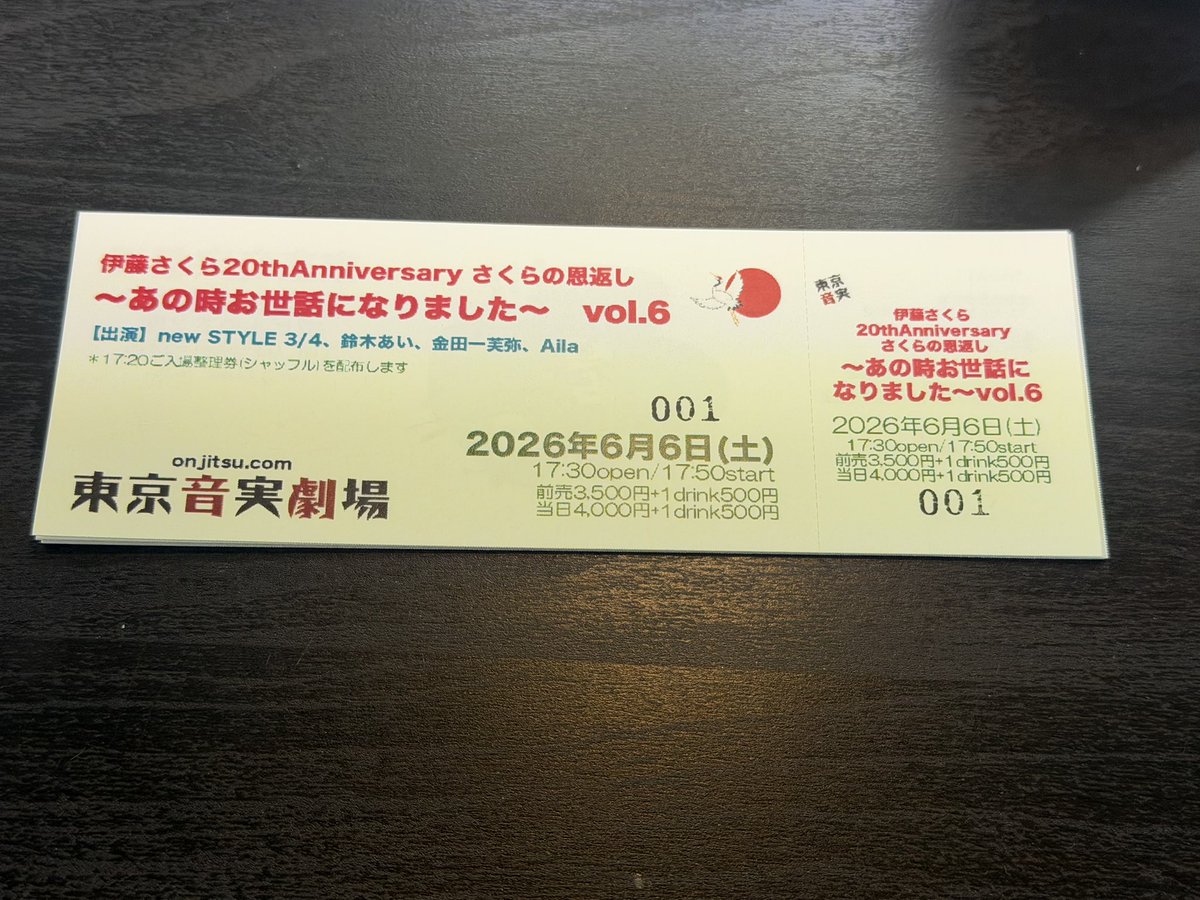 伊藤さくら20thAnniversary さくらの恩返し
〜あの時お世話になりました〜 vol.6
【出演】new STYLE 3/4、鈴木あい、金田一芙弥、Aila
＊17:20ご入場整理券(シャッフル)を配布します
001
2026年6月6日(土)
17:30open/17:50start
前売3,500円+1drink500円
当日4,000円+1drink500円
onjitsu.com
東京音実劇場
東京
音実
伊藤さくら
20thAnniversary
さくらの恩返し
〜あの時お世話に
なりました〜vol.6
2026年6月6日(土)
17:30open/17:50start
前売3,500円+1drink500円
当日4,000円+1drink500円
001